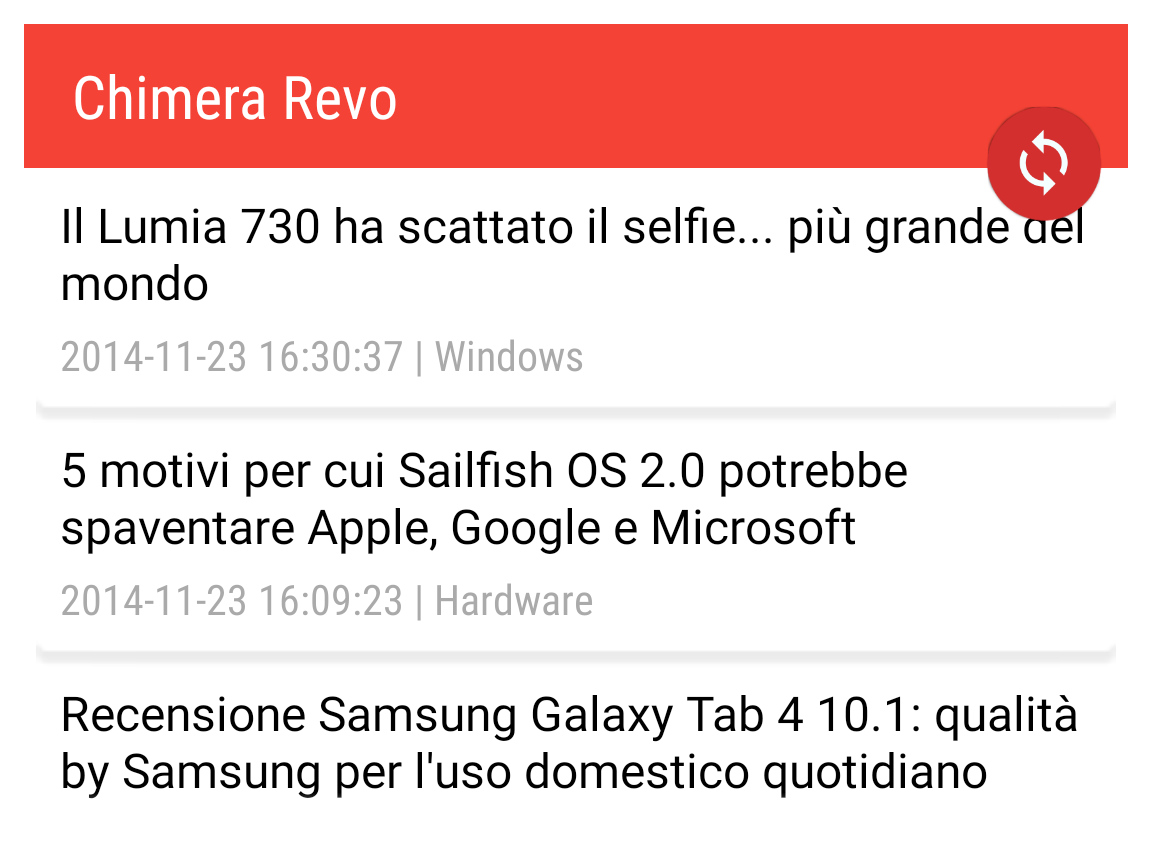 Chimera Revo
Il Lumia 730 ha scattato il selfie... più grande del
mondo
2014-11-23 16:30:37 | Windows
5 motivi per cui Sailfish OS 2.0 potrebbe
spaventare Apple, Google e Microsoft
2014-11-23 16:09:23 | Hardware
Recensione Samsung Galaxy Tab 4 10.1: qualità
by Samsung per l'uso domestico quotidiano